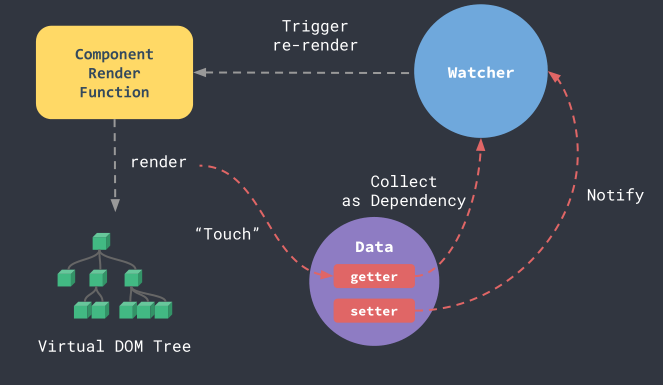 Trigger
re-render
Component
Render
Function
Watcher
render
Collect
as Dependency
Notify
“Touch”
Data
getter
setter
Virtual DOM Tree